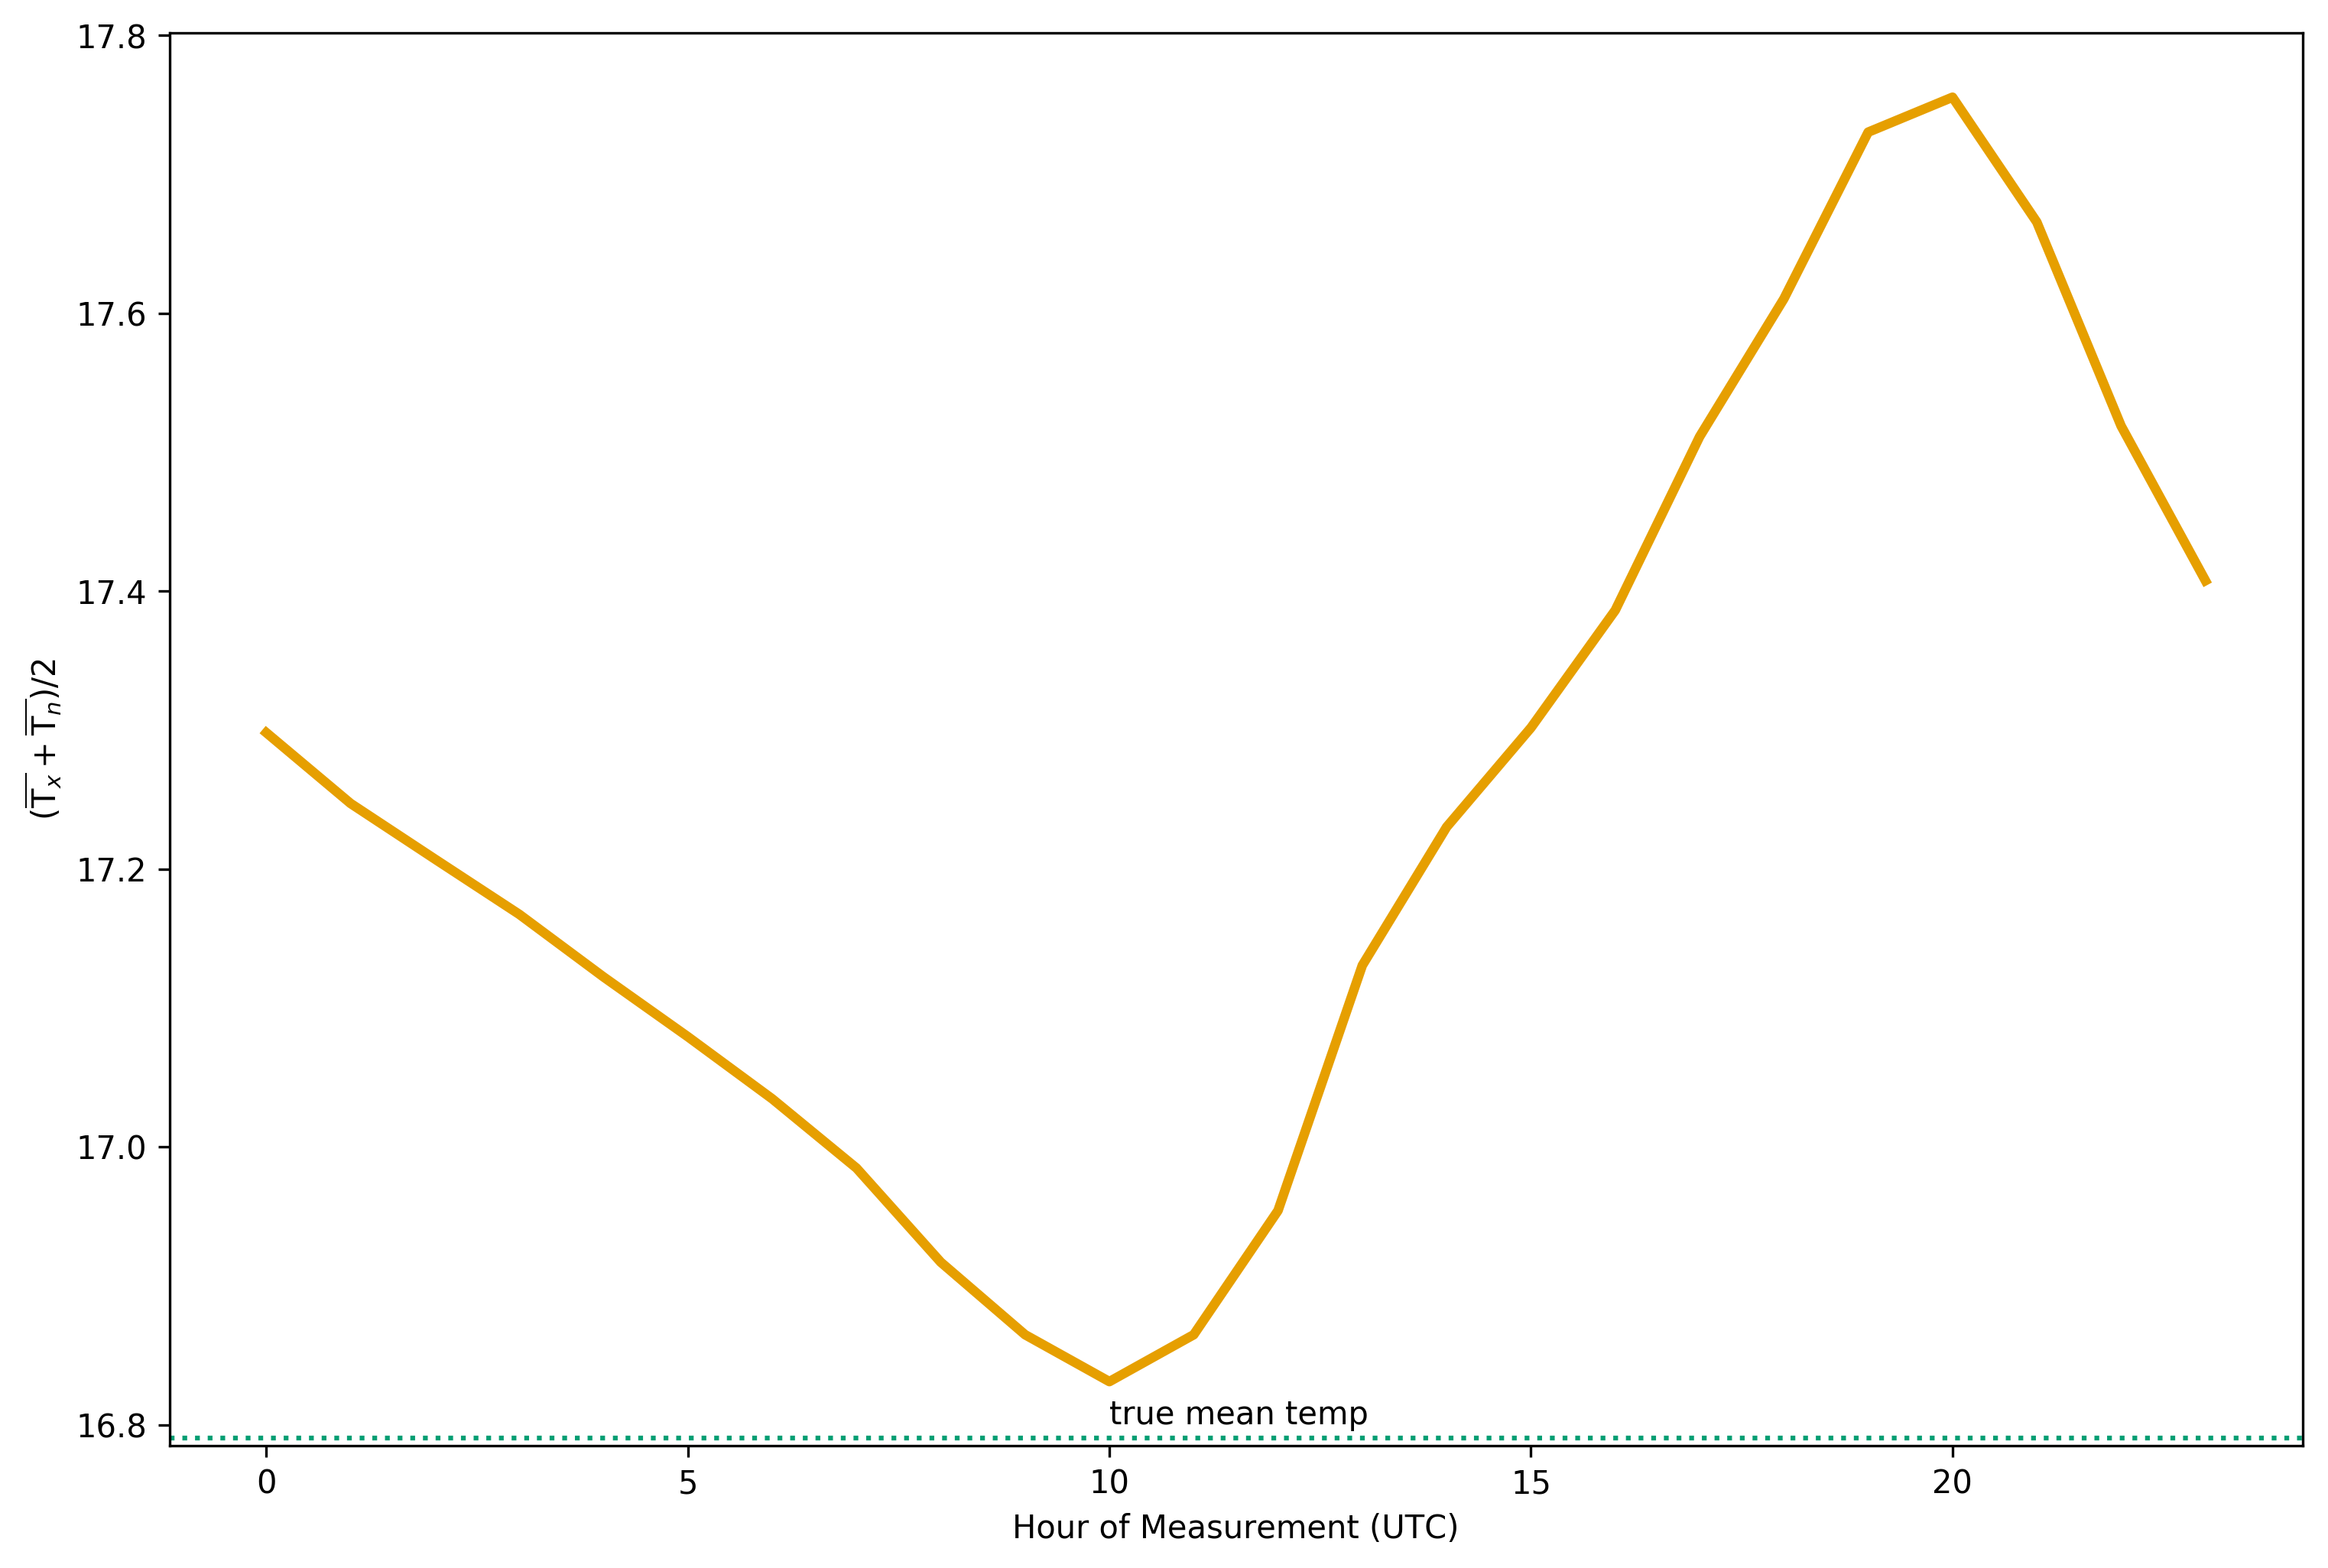 17.8
17.6
17.4
17.2
17.0
16.8
(T̅ₓ + T̅ₙ)/2
true mean temp
0 5 10 15 20
Hour of Measurement (UTC)